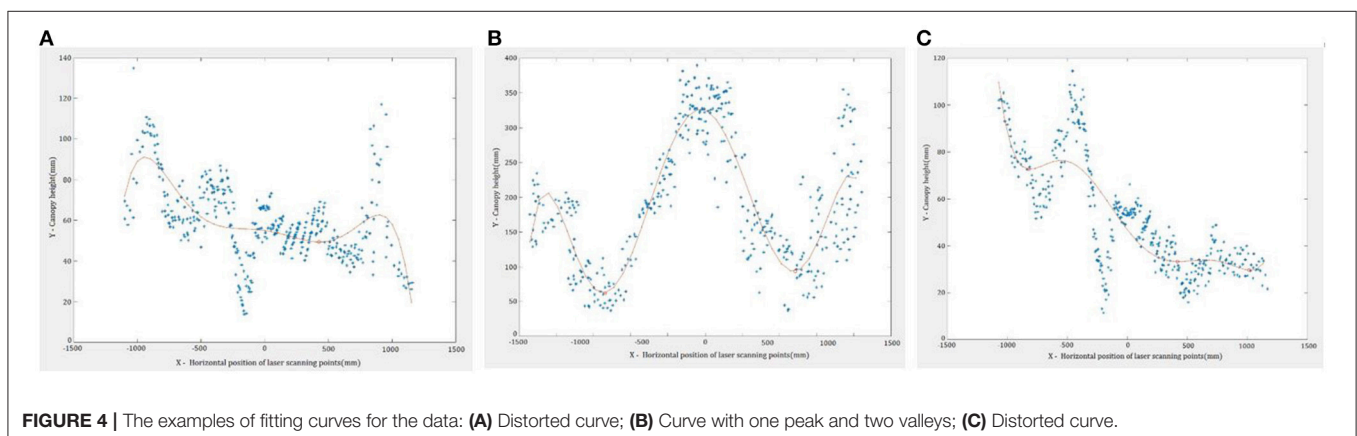 A
140
120
100
80
60
40
20
0
Y - Canopy height(mm)
-1500 -1000 -500 0 500 1000 1500
X - Horizontal position of laser scanning points(mm)
B
400
350
300
250
200
150
100
50
0
Y - Canopy height(mm)
-1500 -1000 -500 0 500 1000 1500
X - Horizontal position of laser scanning points(mm)
C
120
100
80
60
40
20
0
Y - Canopy height(mm)
-1500 -1000 -500 0 500 1000 1500
X - Horizontal position of laser scanning points(mm)
FIGURE 4 | The examples of fitting curves for the data: (A) Distorted curve; (B) Curve with one peak and two valleys; (C) Distorted curve.